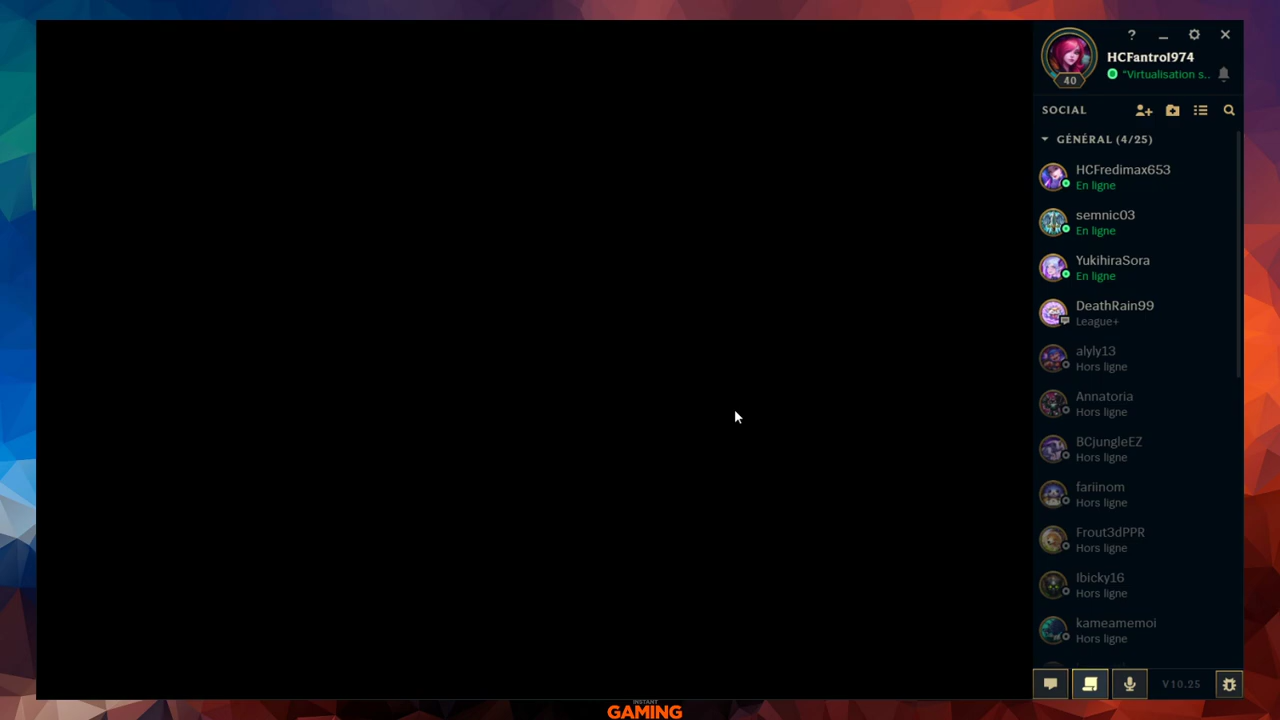 HCFantrol974
40
"Virtualisation s..
SOCIAL
GÉNÉRAL (4/25)
HCFredimax653
En ligne
semnic03
En ligne
YukihiraSora
En ligne
DeathRain99
League+
alyly13
Hors ligne
Annatoria
Hors ligne
BCjungleEZ
Hors ligne
fariinom
Hors ligne
Frout3dPPR
Hors ligne
Ibicky16
Hors ligne
kameamemoi
Hors ligne
V10.25
INSTANT
GAMING